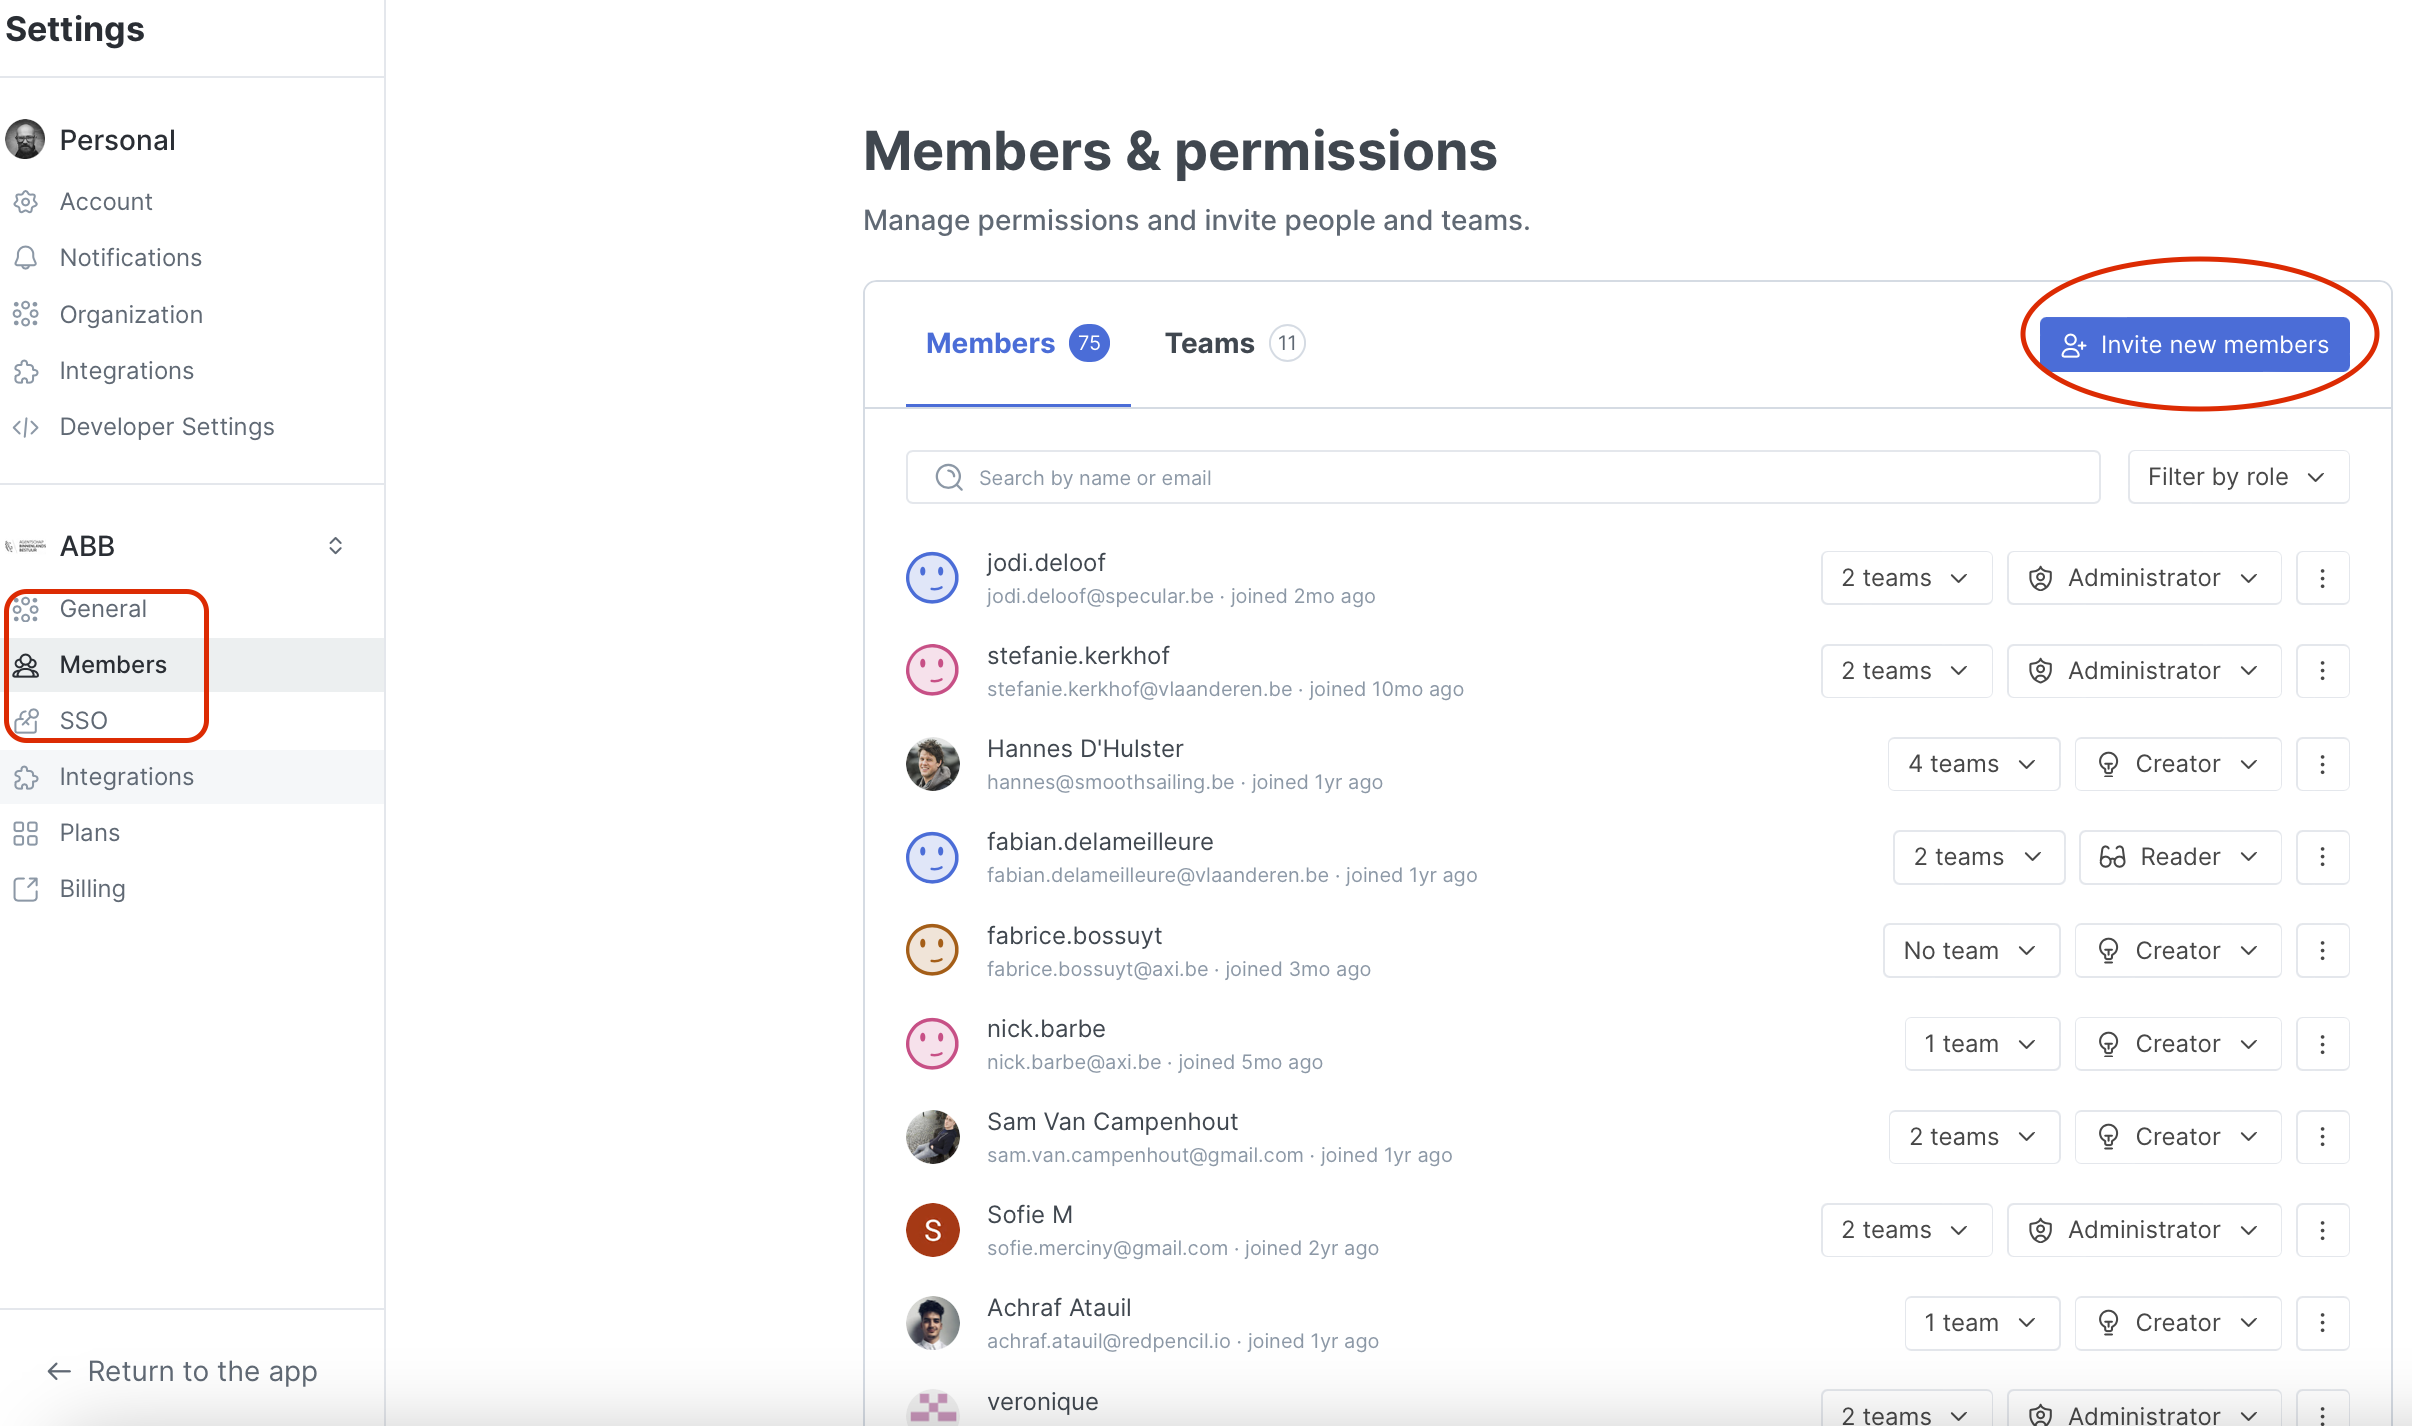 Settings
Personal
Account
Notifications
Organization
Integrations
Developer Settings
ABB
General
Members
SSO
Integrations
Plans
Billing
Return to the app
Members & permissions
Manage permissions and invite people and teams.
Members 75 Teams 11 Invite new members
Search by name or email Filter by role
jodi.deloof
jodi.deloof@specular.be · joined 2mo ago
2 teams Administrator
stefanie.kerkhof
stefanie.kerkhof@vlaanderen.be · joined 10mo ago
2 teams Administrator
Hannes D'Hulster
hannes@smoothsailing.be · joined 1yr ago
4 teams Creator
fabian.delameilleure
fabian.delameilleure@vlaanderen.be · joined 1yr ago
2 teams Reader
fabrice.bossuyt
fabrice.bossuyt@axi.be · joined 3mo ago
No team Creator
nick.barbe
nick.barbe@axi.be · joined 5mo ago
1 team Creator
Sam Van Campenhout
sam.van.campenhout@gmail.com · joined 1yr ago
2 teams Creator
S
Sofie M
sofie.merciny@gmail.com · joined 2yr ago
2 teams Administrator
Achraf Atauil
achraf.atauil@redpencil.io · joined 1yr ago
1 team Creator
veronique
2 teams Administrator